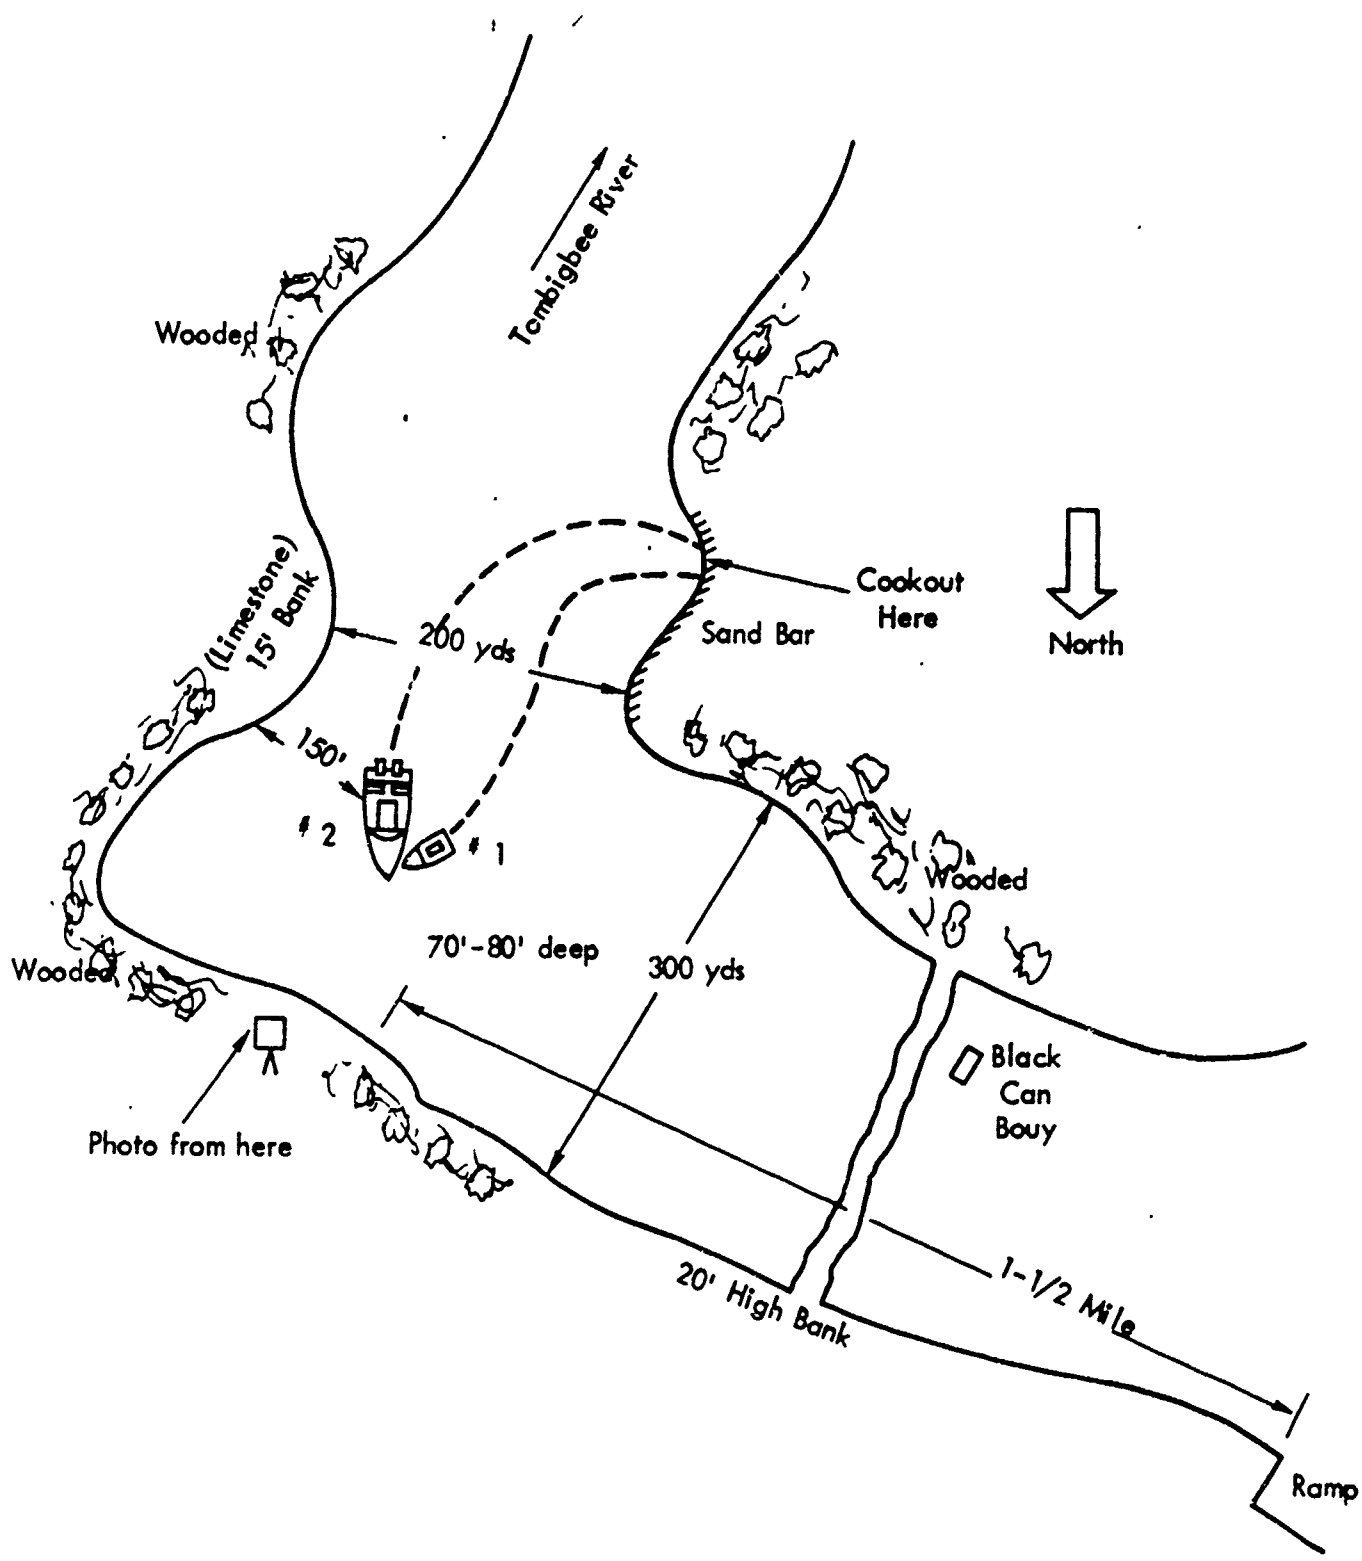 Tombigbee River
Wooded
(Limestone)
15' Bank
Cookout
Here
North
Sand Bar
200 yds
150'
# 2
# 1
Wooded
70'-80' deep
300 yds
Wooded
Black
Can
Bouy
Photo from here
1-1/2 Mile
20' High Bank
Ramp